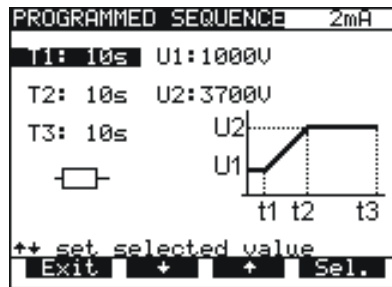 PROGRAMMED SEQUENCE 2mA
T1: 10s U1:1000V
T2: 10s U2:3700V
T3: 10s
U2
U1
t1 t2 t3
↑↓ set selected value
Exit ↓ ↑ Sel.